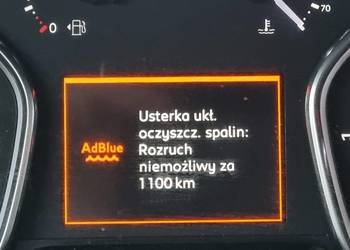 0
70
Usterka ukł.
oczyszcz. spalin:
AdBlue
Rozruch
niemożliwy za
1100 km